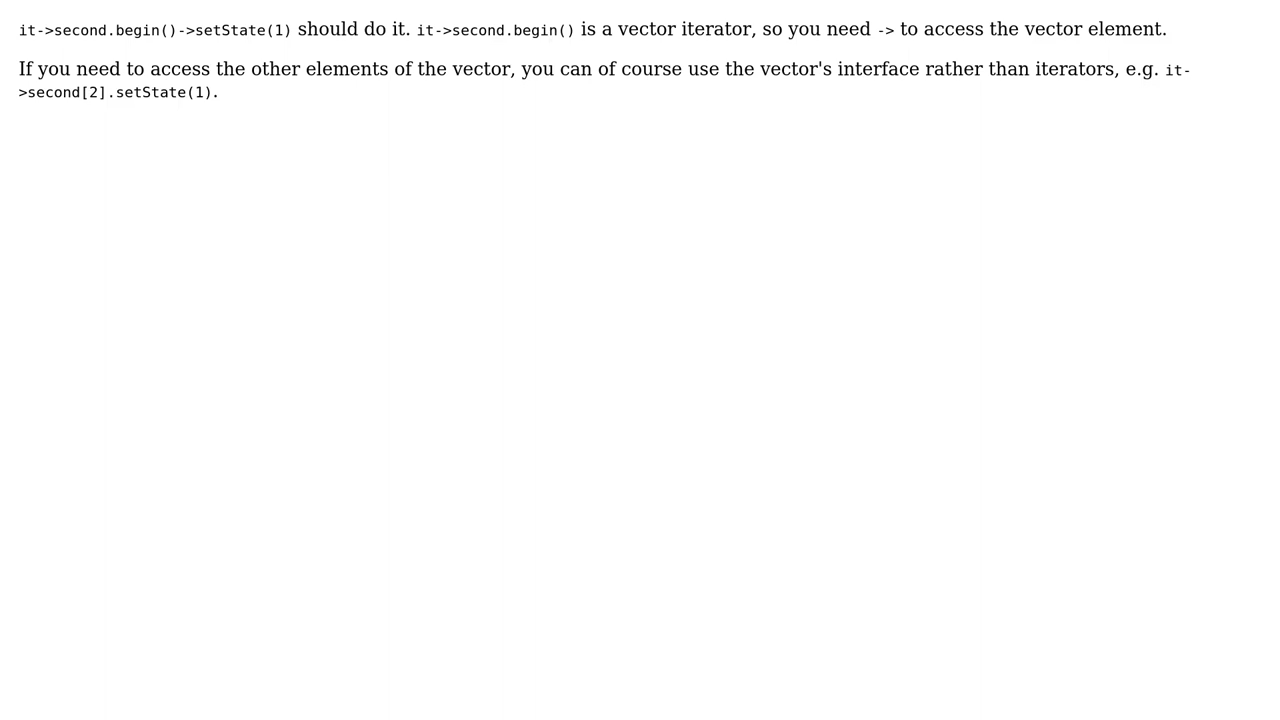 it->second.begin()->setState(1) should do it. it->second.begin() is a vector iterator, so you need -> to access the vector element.
If you need to access the other elements of the vector, you can of course use the vector's interface rather than iterators, e.g. it-
>second[2].setState(1).